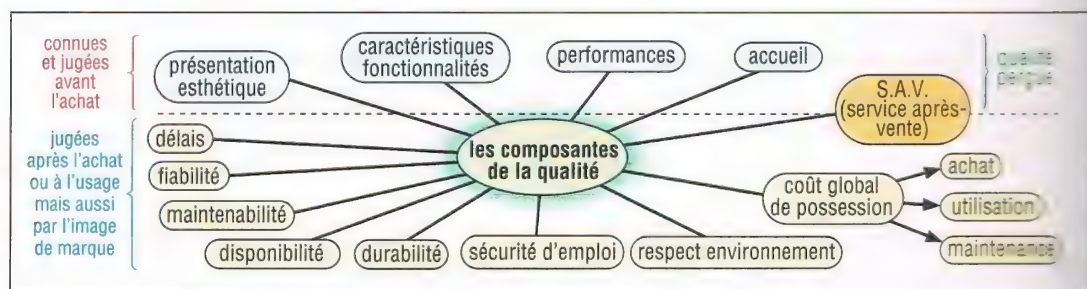 connues
et jugées
avant
l'achat
présentation
esthétique
caractéristiques
fonctionnalités
performances
accueil
S.A.V.
(service après-
vente)
jugées
après l'achat
ou à l'usage
mais aussi
par l'image
de marque
délais
fiabilité
maintenabilité
disponibilité
durabilité
sécurité d'emploi
respect environnement
les composantes
de la qualité
coût global
de possession
achat
utilisation
maintenance